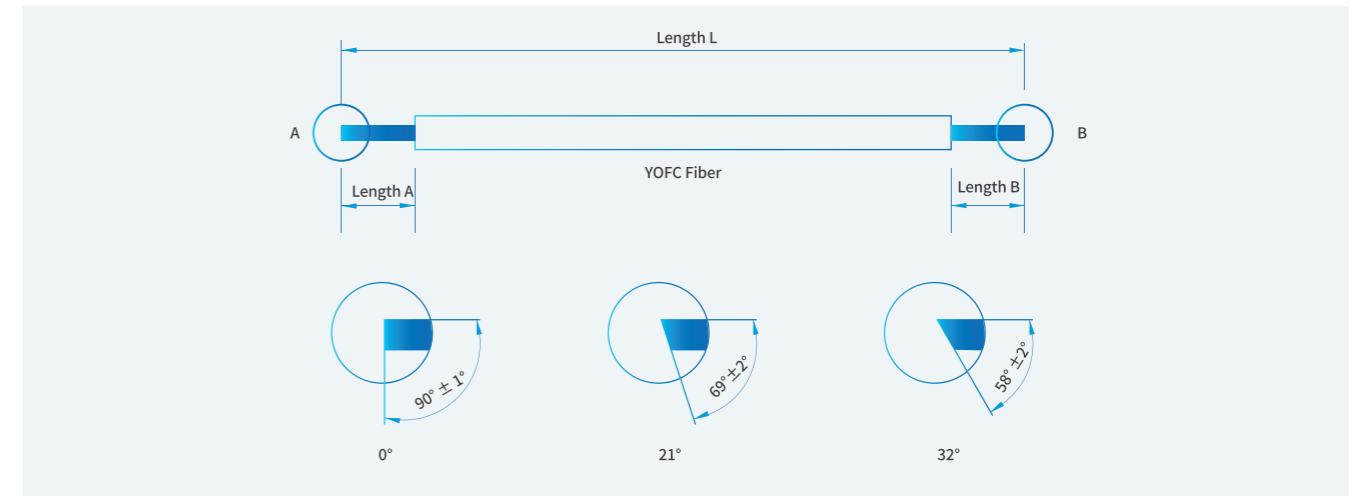 Length L
A
B
YOFC Fiber
Length A
Length B
90° ± 1°
69°±2°
58° ±2°
0°
21°
32°